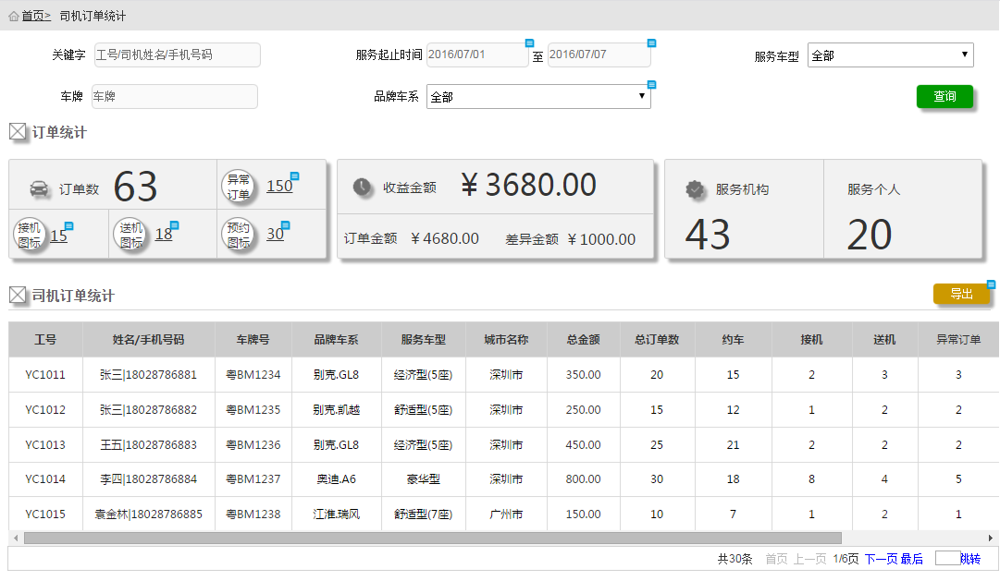 首页> 司机订单统计
关键字 工号/司机姓名/手机号码 服务起止时间 2016/07/01 至 2016/07/07 服务车型 全部
车牌 车牌 品牌车系 全部 查询
订单统计
订单数 63 异常订单 150
接机图标 15 送机图标 18 预约图标 30
收益金额 ¥ 3680.00
订单金额 ¥4680.00 差异金额 ¥1000.00
服务机构 服务个人
43 20
司机订单统计 导出
工号 姓名/手机号码 车牌号 品牌车系 服务车型 城市名称 总金额 总订单数 约车 接机 送机 异常订单
YC1011 张三|18028786881 粤BM1234 别克.GL8 经济型(5座) 深圳市 350.00 20 15 2 3 3
YC1012 张三|18028786882 粤BM1235 别克.凯越 舒适型(5座) 深圳市 250.00 15 12 1 2 2
YC1013 王五|18028786883 粤BM1236 别克.GL8 经济型(5座) 深圳市 450.00 25 21 2 2 2
YC1014 李四|18028786884 粤BM1237 奥迪.A6 豪华型 深圳市 800.00 30 18 8 4 5
YC1015 袁金林|18028786885 粤BM1238 江淮.瑞风 舒适型(7座) 广州市 150.00 10 7 1 2 1
共30条 首页 上一页 1/6页 下一页 最后 跳转